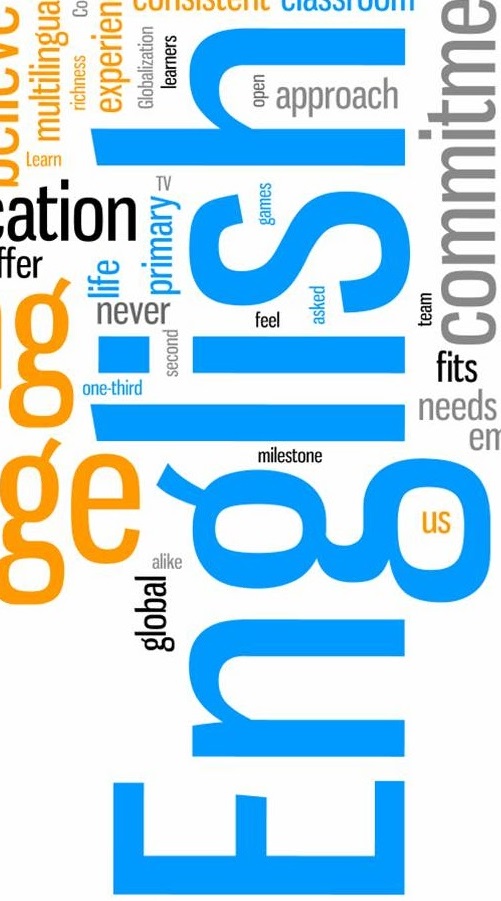 consistent classroom
believe
multilingua
Co
experien
richness
Globalization
learners
open
approach
commitme
Learn
TV
cation
primary
games
ffer
life
never
asked
feel
team
second
fits
one-third
needs
em
English
milestone
g
ge
us
alike
global